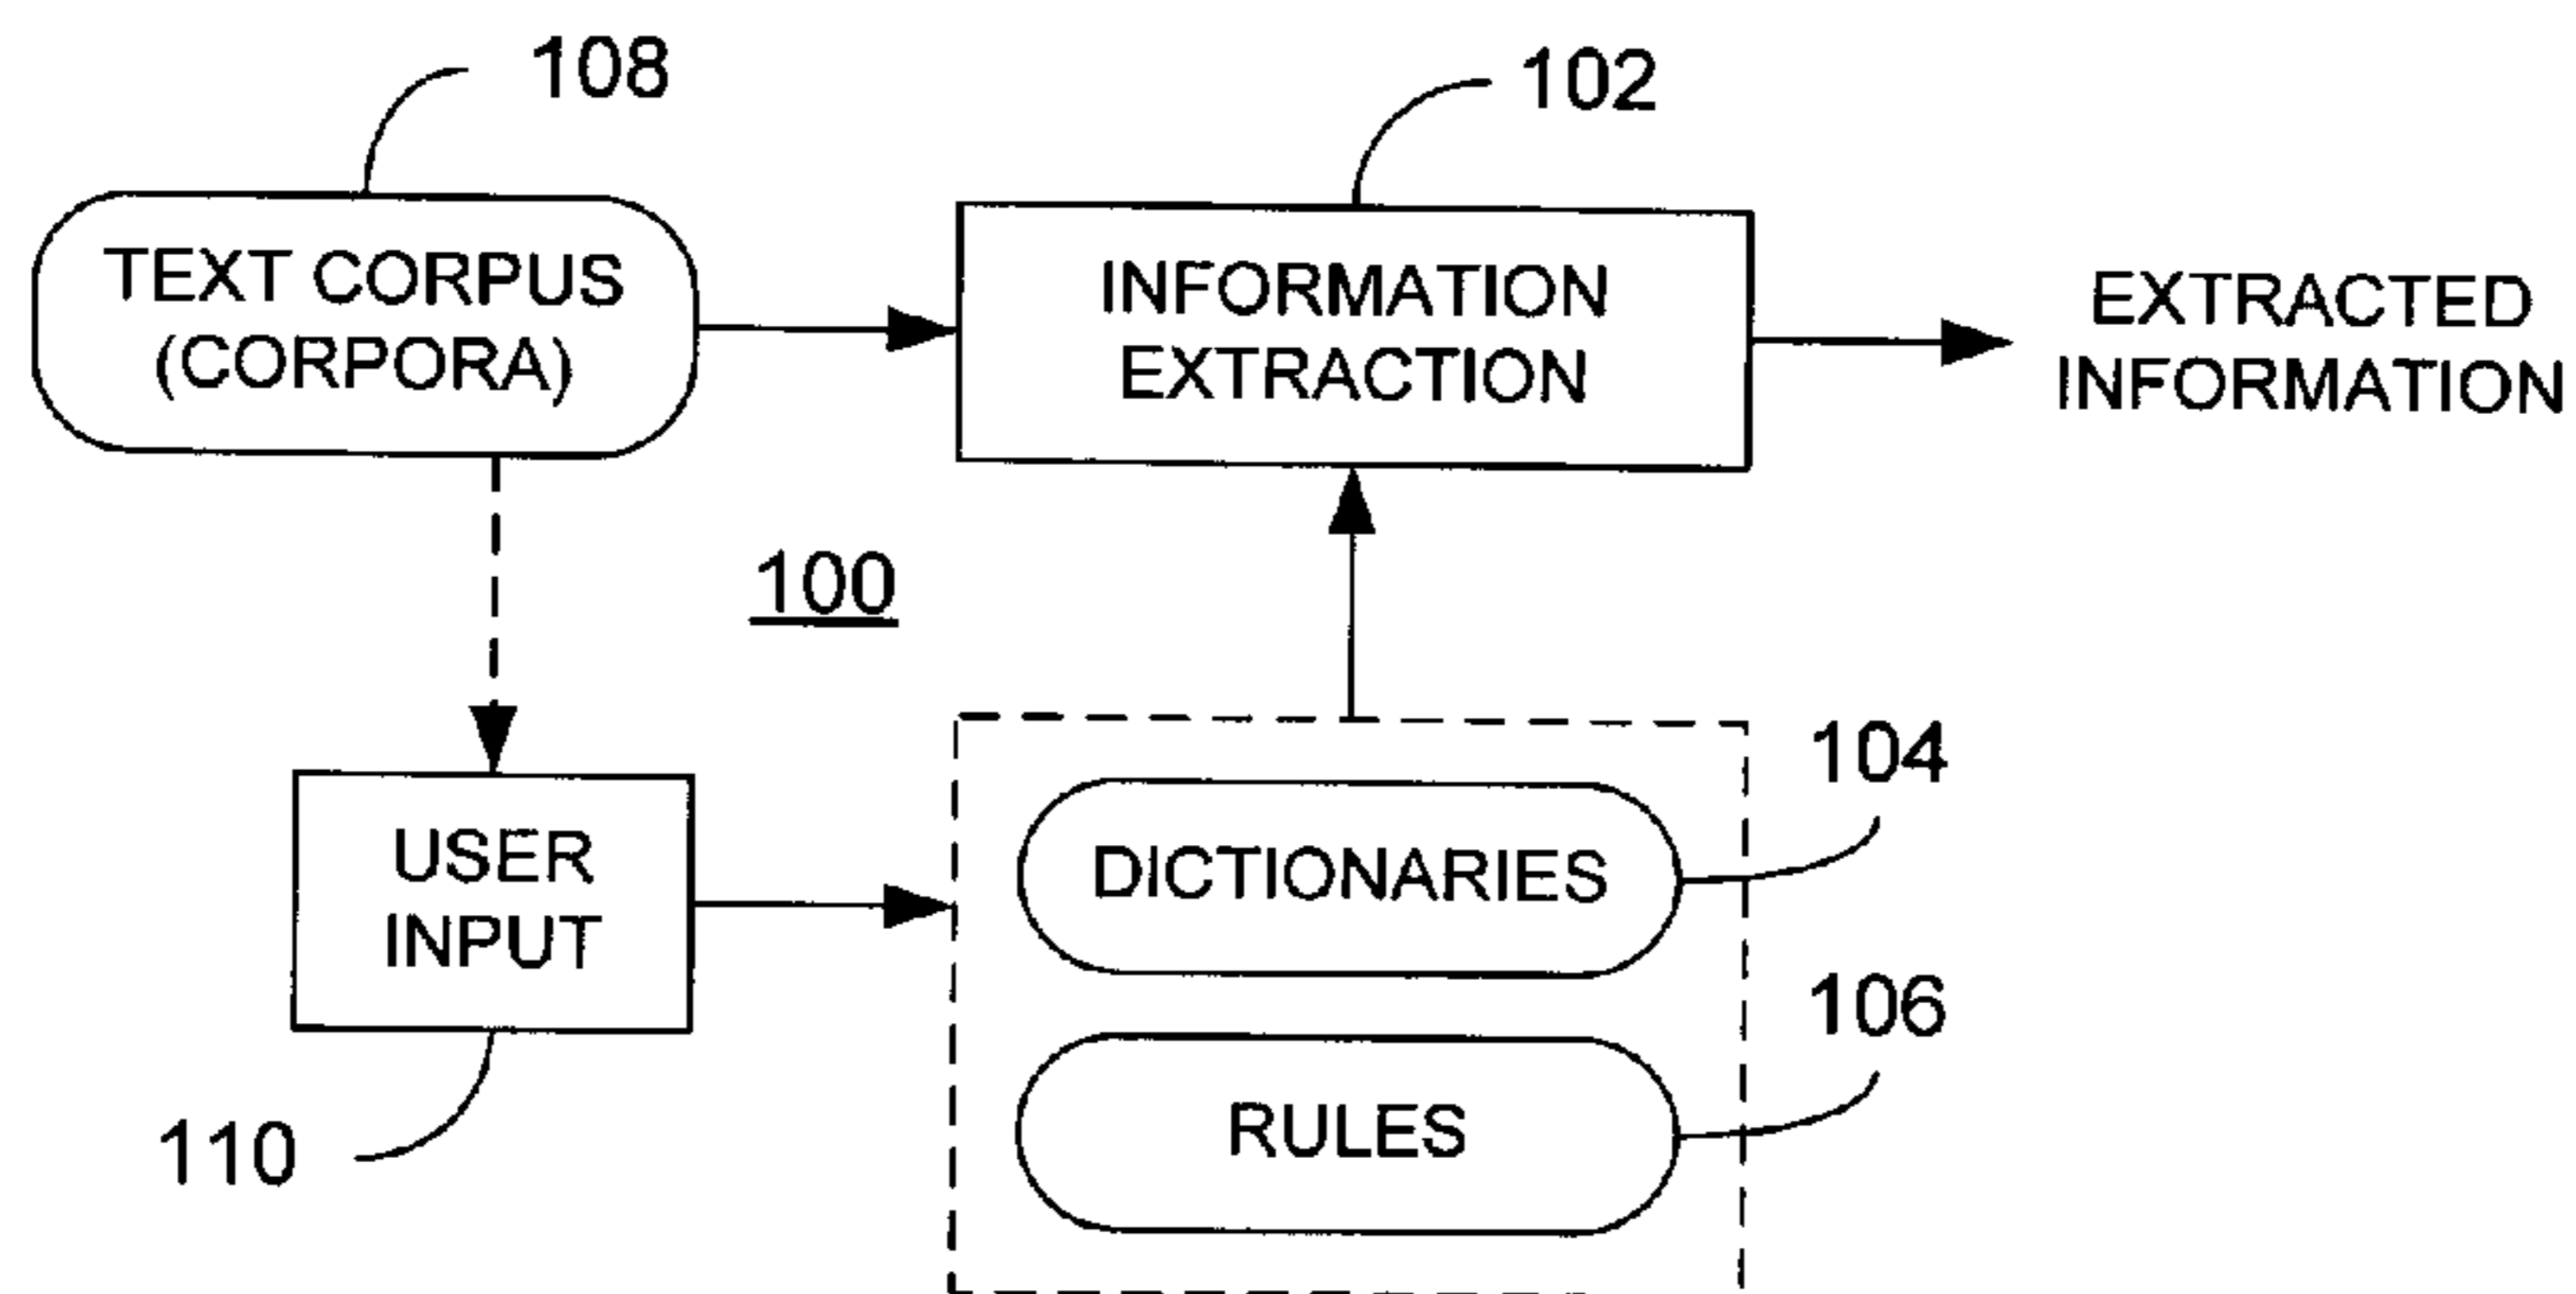 108
102
TEXT CORPUS
(CORPORA)
INFORMATION
EXTRACTION
EXTRACTED
INFORMATION
100
104
USER
INPUT
DICTIONARIES
106
110
RULES